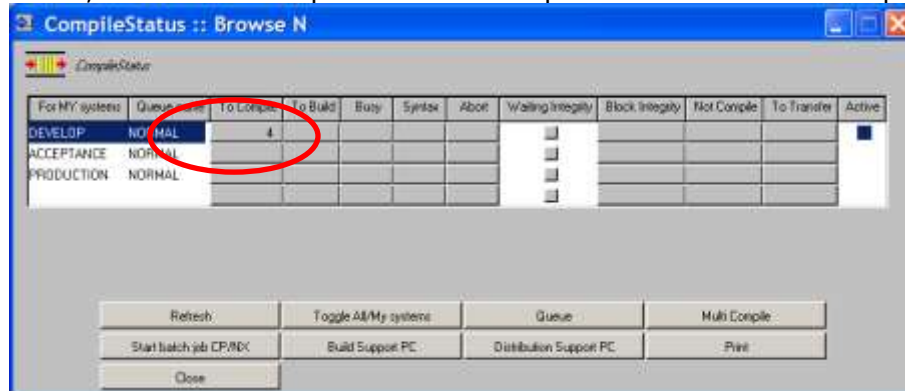 CompileStatus :: Browse N
CompileStatus
For MY systems Queue name To Compile To Build Busy Syntax Abort Waiting Integrity Block Integrity Not Compile To Transfer Active
DEVELOP NORMAL 4
ACCEPTANCE NORMAL
PRODUCTION NORMAL
Refresh Toggle All/My systems Queue Multi Compile
Start batch job CP/NX Build Support PC Distribution Support PC Print
Close